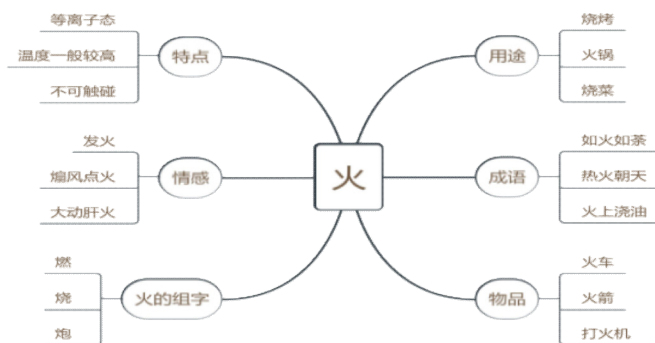 等离子态
温度一般较高
不可触碰
特点
发火
煽风点火
大动肝火
情感
燃
烧
炮
火的组字
火
用途
烧烤
火锅
烧菜
成语
如火如荼
热火朝天
火上浇油
物品
火车
火箭
打火机